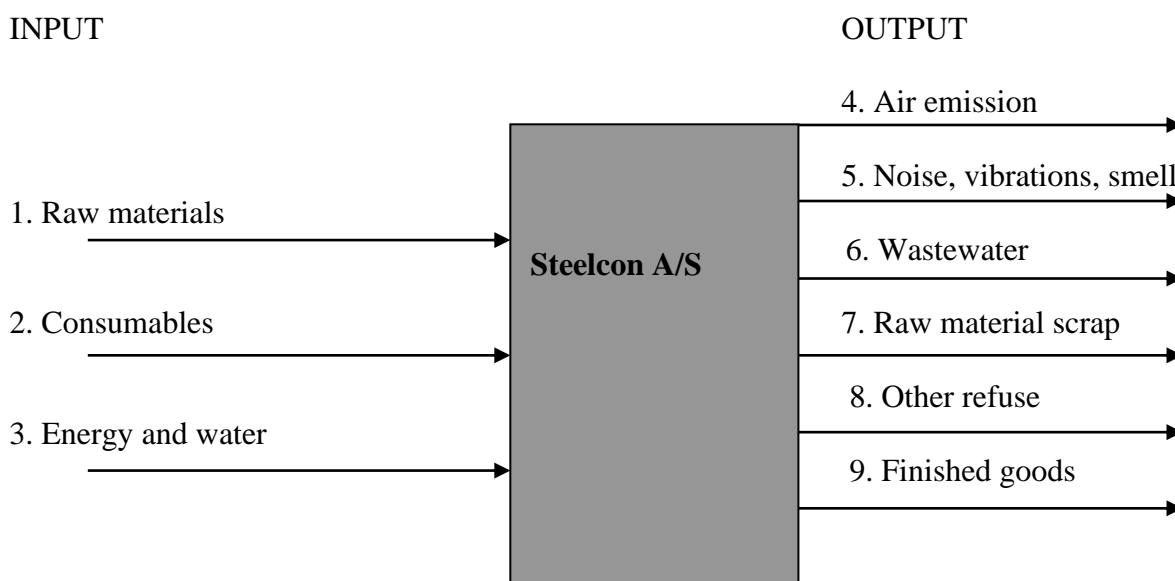 INPUT
OUTPUT
4. Air emission
5. Noise, vibrations, smell
1. Raw materials
6. Wastewater
Steelcon A/S
2. Consumables
7. Raw material scrap
8. Other refuse
3. Energy and water
9. Finished goods